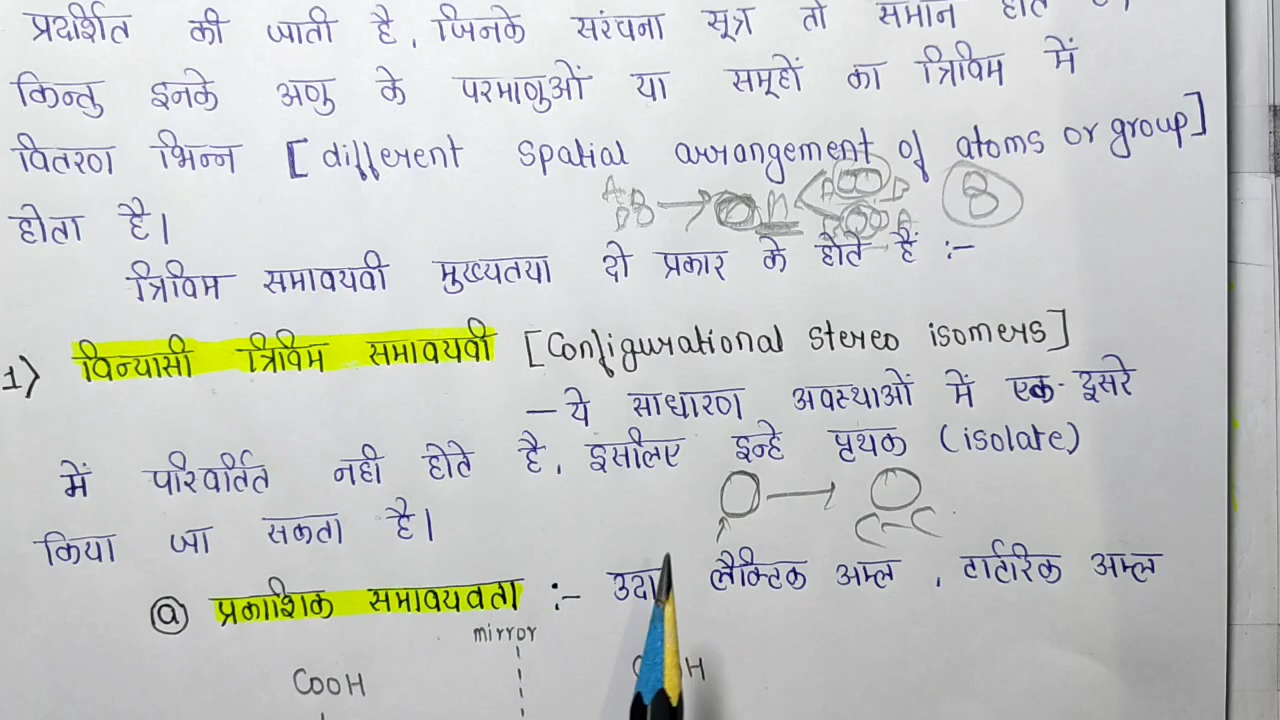 प्रदर्शित की जाती है, जिनके संरचना सूत्र तो समान होते है,
किन्तु इनके अणु के परमाणुओं या समूहों का त्रिविम में
वितरण भिन्न [different spatial arrangement of atoms or group]
होता है।
त्रिविम समावयवी मुख्यतया दो प्रकार के होते हैं :-
1) विन्यासी त्रिविम समावयवी [Configurational stereo isomers]
- ये साधारण अवस्थाओं में एक-दूसरे
में परिवर्तित नही होते है, इसलिए इन्हे पृथक (isolate)
किया जा सकता है।
C-C
ⓐ प्रकाशिक समावयवता :- उदा लैक्टिक अम्ल , टार्टरिक अम्ल
mirror
COOH